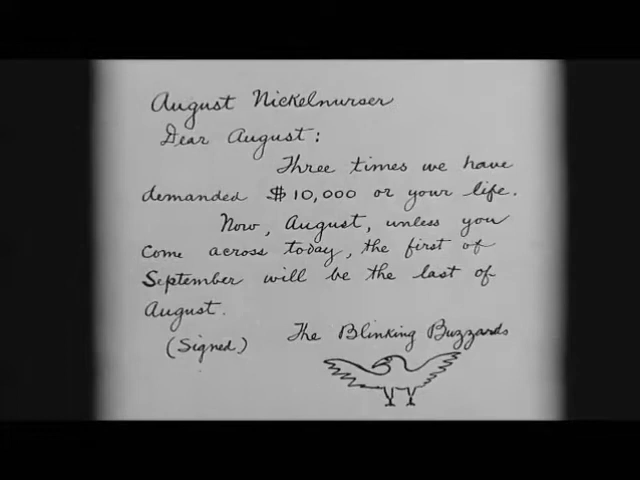 August Nickelnurser
Dear August:
Three times we have
demanded $10,000 or your life.
Now, August, unless you
come across today, the first of
September will be the last of
August.
(Signed) The Blinking Buzzards